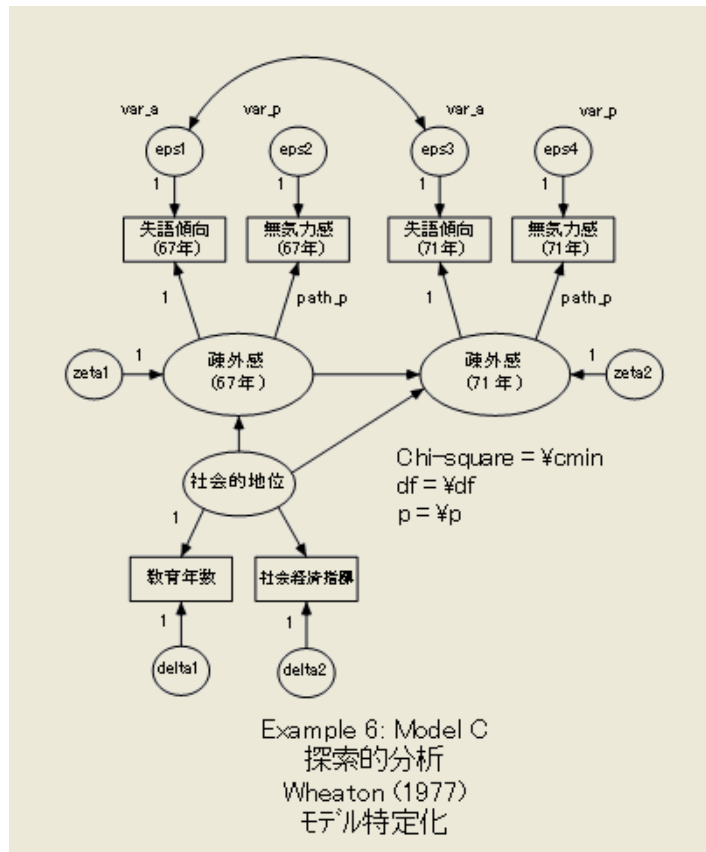 var_a
var_p
var_a
var_p
eps1
eps2
eps3
eps4
1
1
1
1
失語傾向
(67年)
無気力感
(67年)
失語傾向
(71年)
無気力感
(71年)
1
path_p
1
path_p
zeta1
1
疎外感
(67年)
疎外感
(71年)
1
zeta2
社会的地位
Chi-square = ¥cmin
df = ¥df
p = ¥p
1
教育年数
社会経済指標
1
1
delta1
delta2
Example 6: Model C
探索的分析
Wheaton (1977)
モデル特定化